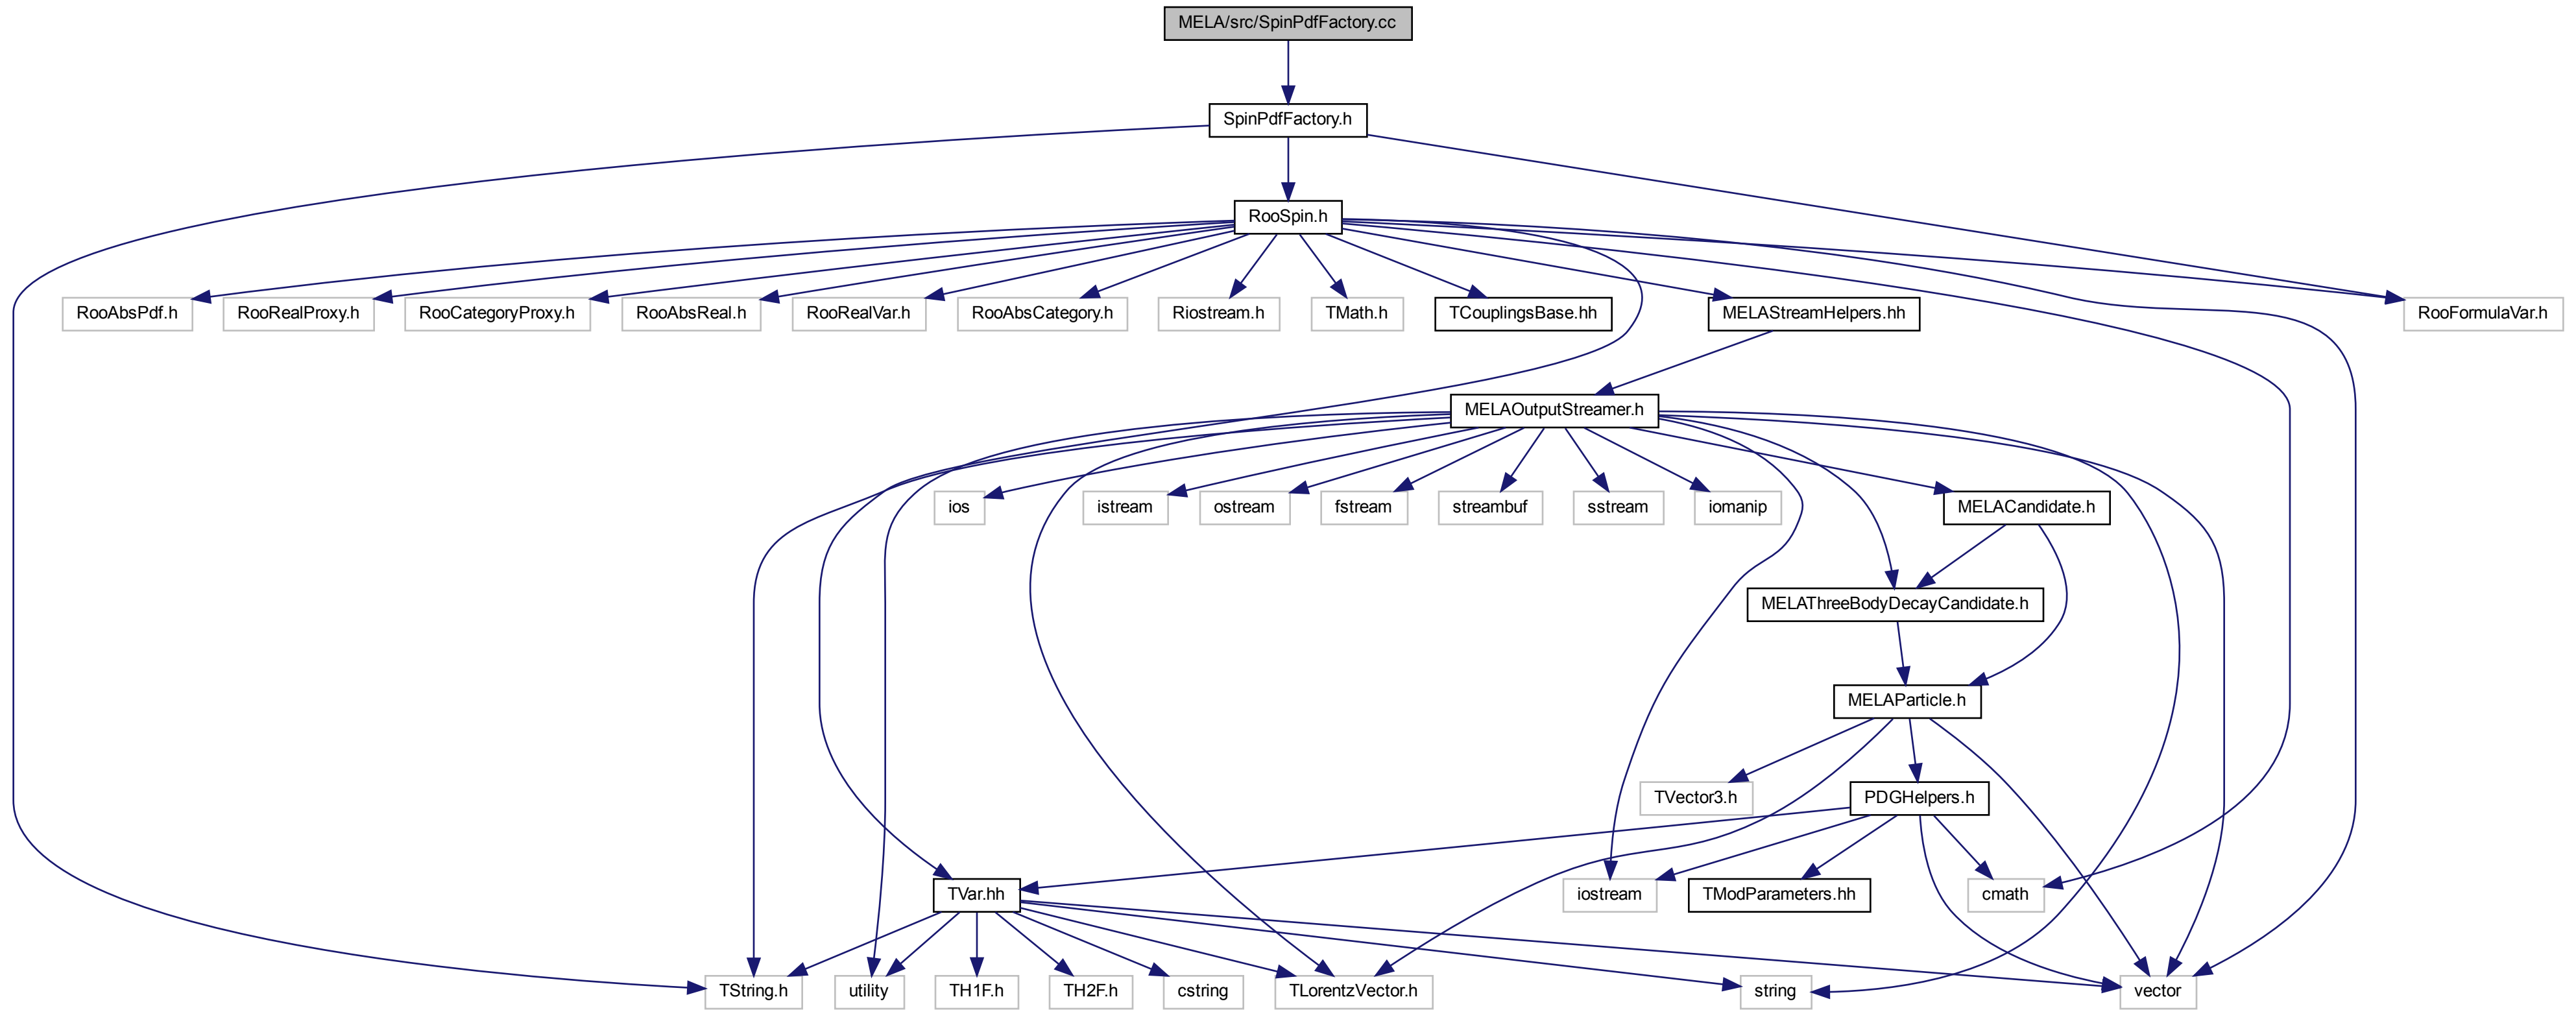 MELA/src/SpinPdfFactory.cc
SpinPdfFactory.h
RooSpin.h
RooAbsPdf.h
RooRealProxy.h
RooCategoryProxy.h
RooAbsReal.h
RooRealVar.h
RooAbsCategory.h
Riostream.h
TMath.h
TCouplingsBase.hh
MELAStreamHelpers.hh
RooFormulaVar.h
MELAOutputStreamer.h
ios
istream
ostream
fstream
streambuf
sstream
iomanip
MELACandidate.h
MELAThreeBodyDecayCandidate.h
MELAParticle.h
TVector3.h
PDGHelpers.h
TVar.hh
iostream
TModParameters.hh
cmath
TString.h
utility
TH1F.h
TH2F.h
cstring
TLorentzVector.h
string
vector